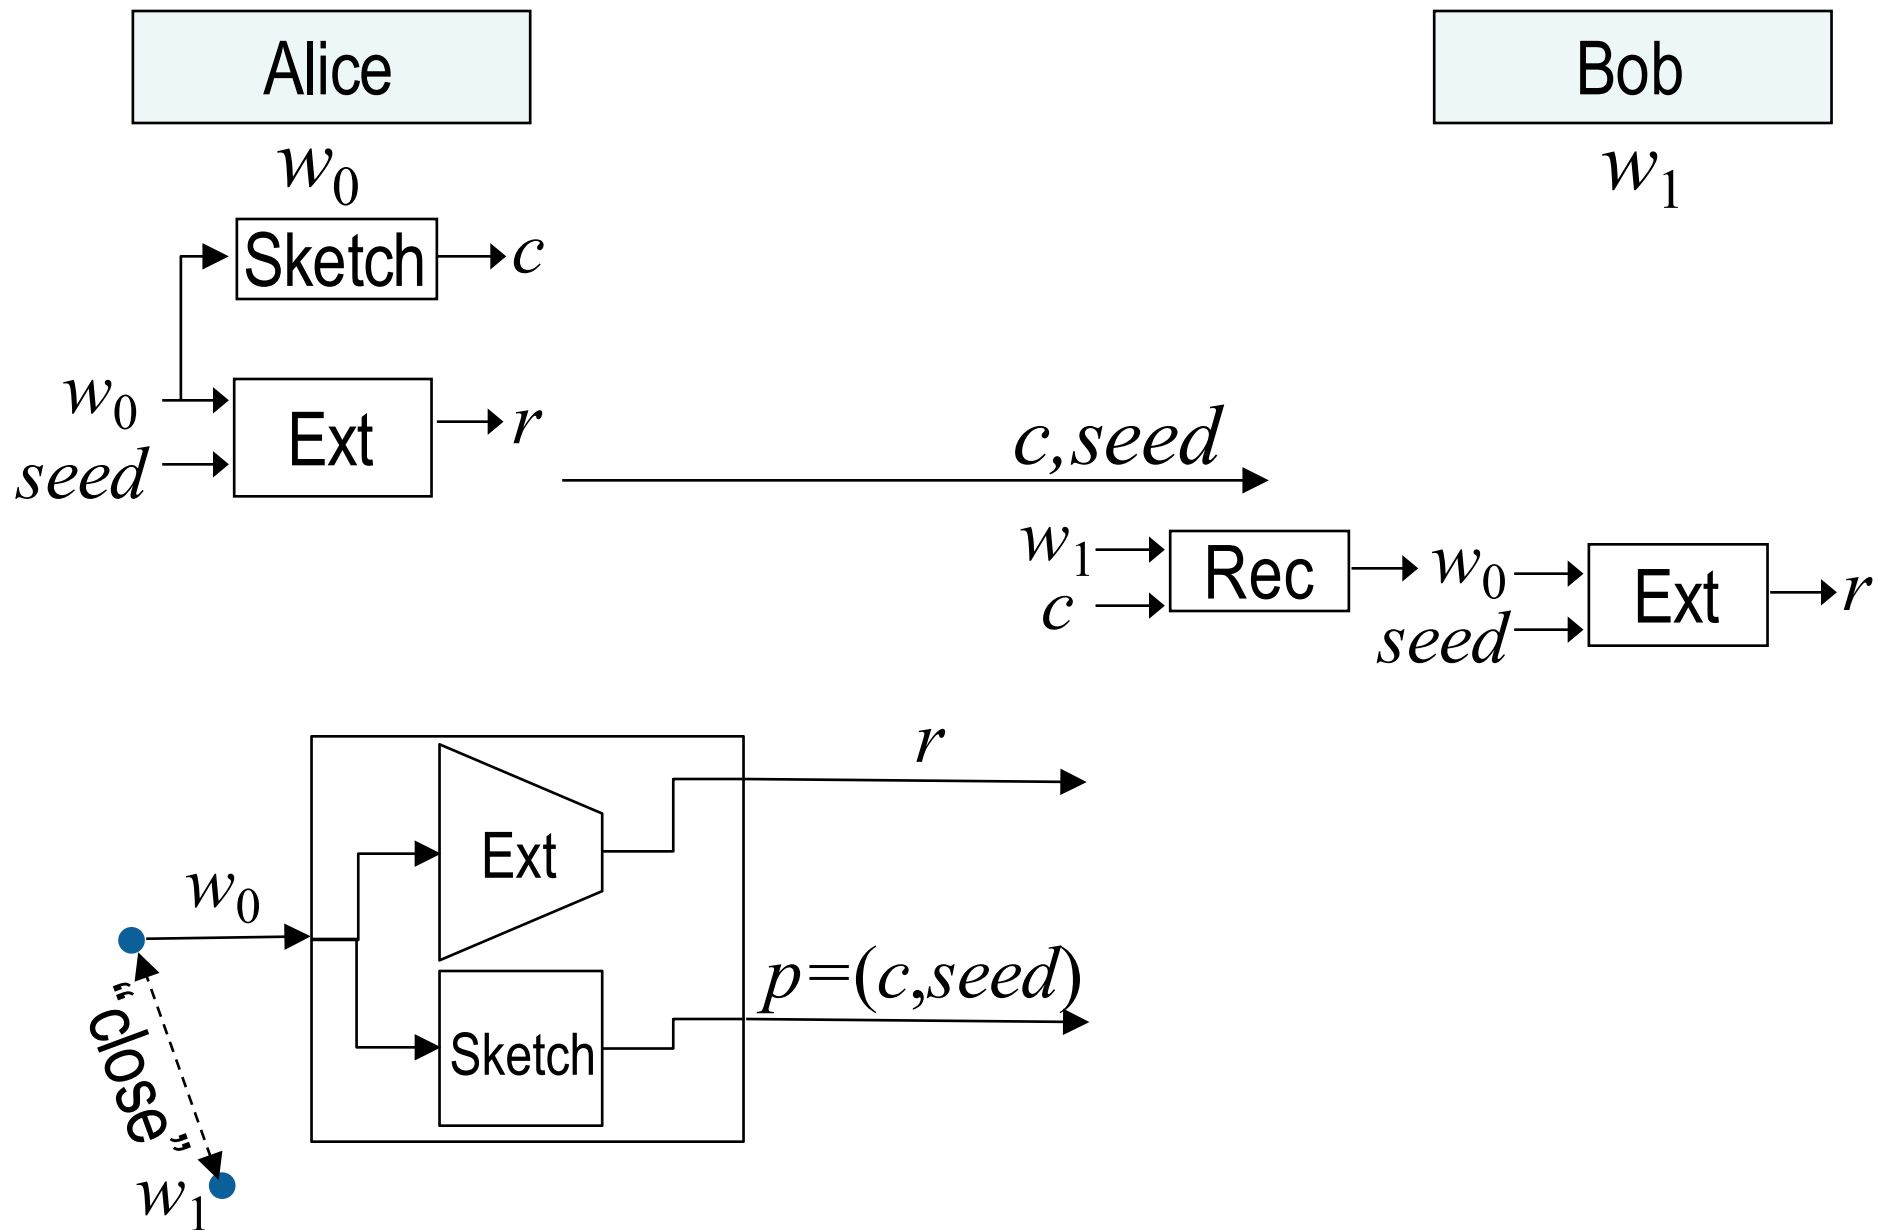 Alice
Bob
w0
w1
Sketch
c
w0
seed
Ext
r
c,seed
w1
c
Rec
w0
seed
Ext
r
r
Ext
w0
p=(c,seed)
Sketch
“close”
w1